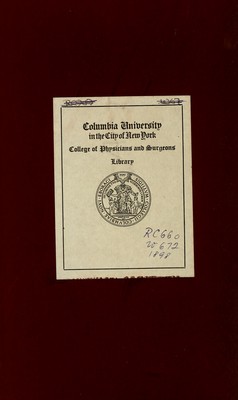 Columbia University
in the City of New York
College of Physicians and Surgeons
Library
RC660
W672
1898